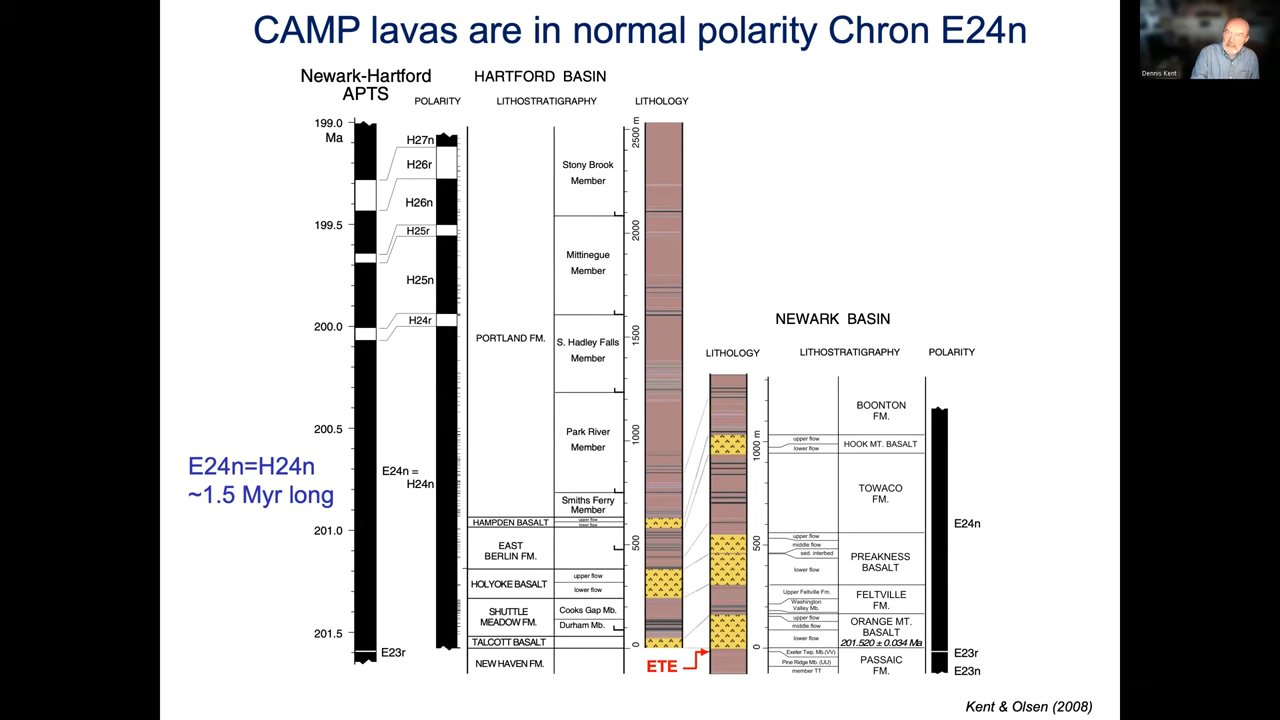 CAMP lavas are in normal polarity Chron E24n
Dennis Kent
Newark-Hartford
APTS
POLARITY
HARTFORD BASIN
LITHOSTRATIGRAPHY
LITHOLOGY
199.0
Ma
199.5
200.0
200.5
201.0
201.5
H27n
H26r
H26n
H25r
H25n
H24r
E24n =
H24n
E23r
E24n=H24n
~1.5 Myr long
PORTLAND FM.
Stony Brook
Member
Mittinegue
Member
S. Hadley Falls
Member
Park River
Member
Smiths Ferry
Member
HAMPDEN BASALT
upper flow
lower flow
EAST
BERLIN FM.
HOLYOKE BASALT
upper flow
lower flow
SHUTTLE
MEADOW FM.
Cooks Gap Mb.
Durham Mb.
TALCOTT BASALT
NEW HAVEN FM.
2500 m
2000
1500
1000
500
0
ETE
NEWARK BASIN
LITHOLOGY
LITHOSTRATIGRAPHY
POLARITY
1000 m
500
0
BOONTON
FM.
upper flow
lower flow
HOOK MT. BASALT
TOWACO
FM.
upper flow
middle flow
sed. interbed
lower flow
PREAKNESS
BASALT
Upper Feltville Fm.
Washington
Valley Mb.
FELTVILLE
FM.
upper flow
middle flow
lower flow
ORANGE MT.
BASALT
201.520 ± 0.034 Ma
Exeter Twp. Mb.(VV)
Pine Ridge Mb.(UU)
member TT
PASSAIC
FM.
E24n
E23r
E23n
Kent & Olsen (2008)